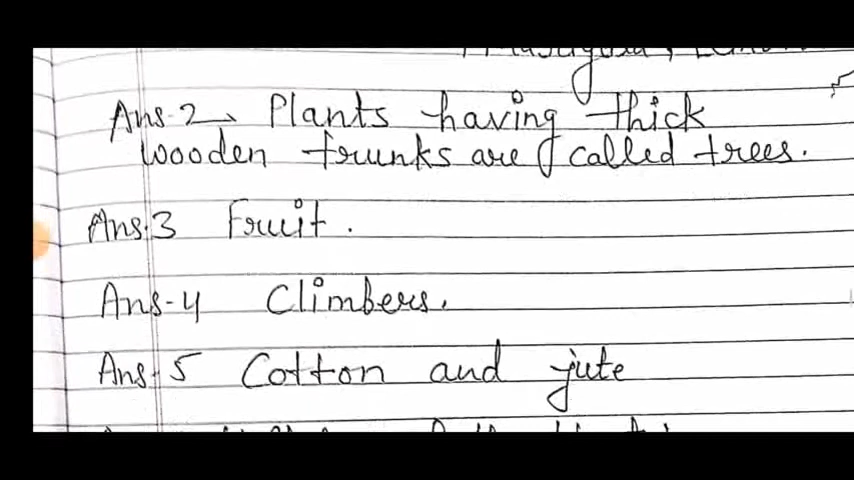 Ans-2 → Plants having thick
wooden trunks are called trees.
Ans.3 Fruit.
Ans-4 Climbers.
Ans-5 Cotton and jute